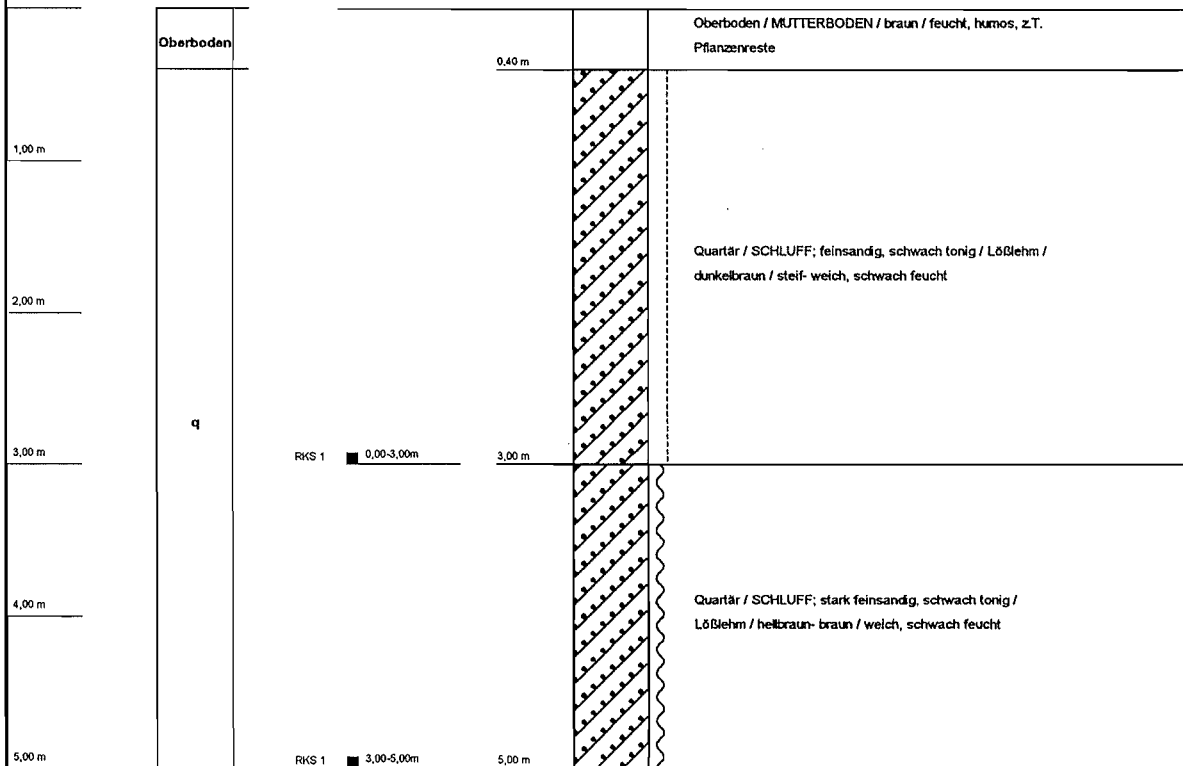 Oberboden / MUTTERBODEN / braun / feucht, humos, z.T.
Pflanzenreste
Oberboden
0,40 m
1,00 m
Quartär / SCHLUFF; feinsandig, schwach tonig / Lößlehm /
dunkelbraun / steif- weich, schwach feucht
2,00 m
q
3,00 m
RKS 1
0,00-3,00m
3,00 m
4,00 m
Quartär / SCHLUFF; stark feinsandig, schwach tonig /
Lößlehm / hellbraun- braun / weich, schwach feucht
5,00 m
RKS 1
3,00-5,00m
5,00 m